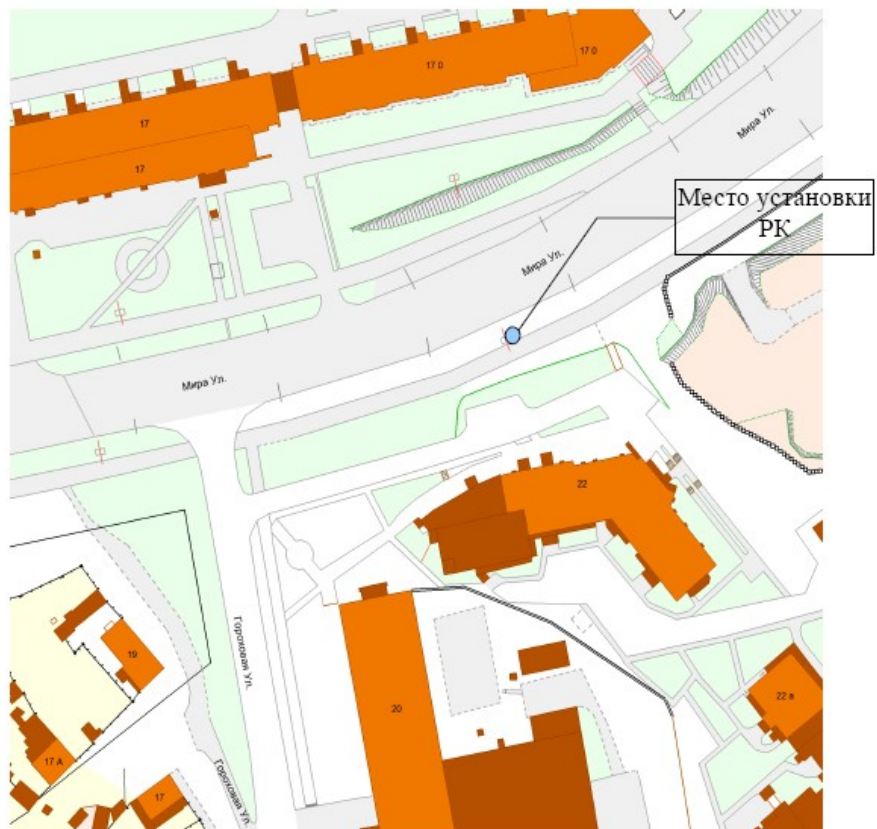 17 0
17 0
17
17
Мира Ул.
Место установки
РК
Мира Ул.
Мира Ул.
22
Гороховая Ул.
19
20
22 а
17 А
17
Гороховая Ул.